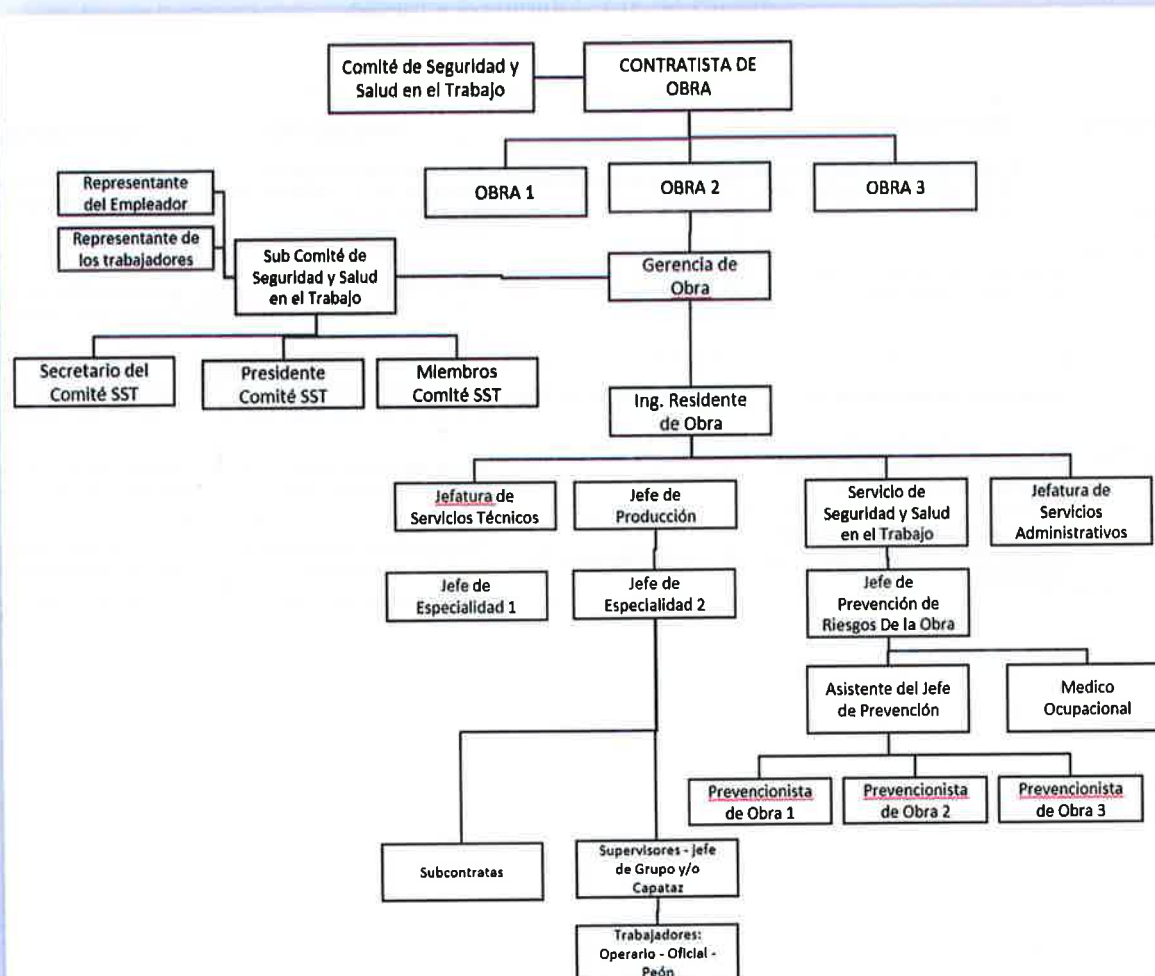 Comité de Seguridad y
Salud en el Trabajo
CONTRATISTA DE
OBRA
OBRA 1
OBRA 2
OBRA 3
Representante
del Empleador
Representante de
los trabajadores
Sub Comité de
Seguridad y Salud
en el Trabajo
Gerencia de
Obra
Secretario del
Comité SST
Presidente
Comité SST
Miembros
Comité SST
Ing. Residente
de Obra
Jefatura de
Servicios Técnicos
Jefe de
Producción
Servicio de
Seguridad y Salud
en el Trabajo
Jefatura de
Servicios
Administrativos
Jefe de
Especialidad 1
Jefe de
Especialidad 2
Jefe de
Prevención de
Riesgos De la Obra
Asistente del Jefe
de Prevención
Medico
Ocupacional
Prevencionista
de Obra 1
Prevencionista
de Obra 2
Prevencionista
de Obra 3
Subcontratas
Supervisores - jefe
de Grupo y/o
Capataz
Trabajadores:
Operario - Oficial -
Peón